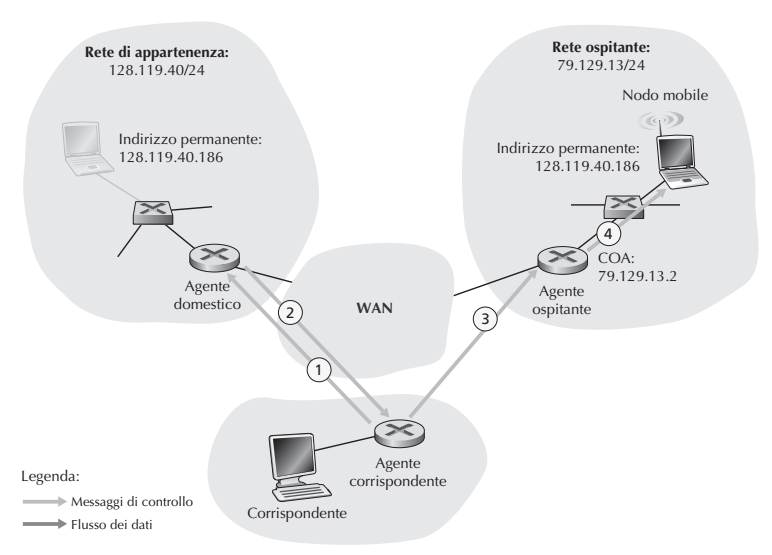 Rete di appartenenza:
128.119.40/24
Indirizzo permanente:
128.119.40.186
Agente
domestico
Rete ospitante:
79.129.13/24
Nodo mobile
Indirizzo permanente:
128.119.40.186
4
COA:
79.129.13.2
Agente
ospitante
WAN
2
3
1
Agente
corrispondente
Corrispondente
Legenda:
Messaggi di controllo
Flusso dei dati